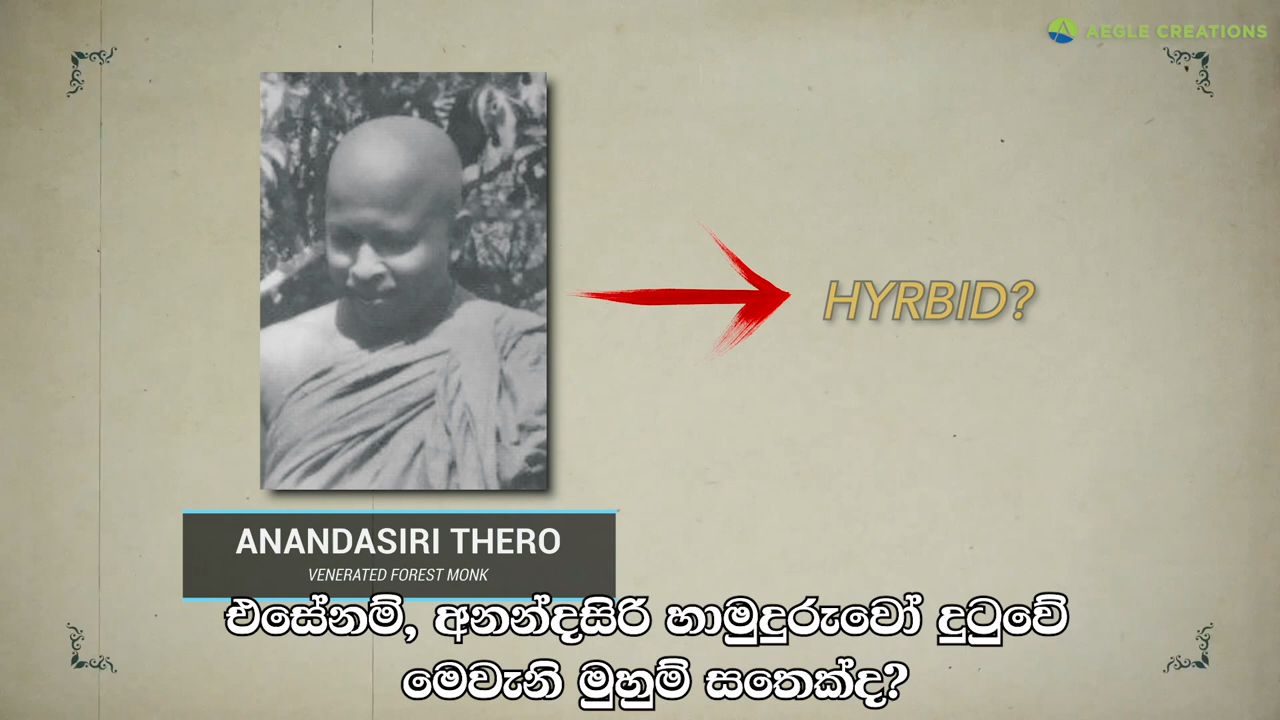 AEGLE CREATIONS
HYRBID?
ANANDASIRI THERO
VENERATED FOREST MONK
එසේනම්, අනන්දසිරි හාමුදුරුවෝ දුටුවේ
මෙවැනි මුහුම් සතෙක්ද?